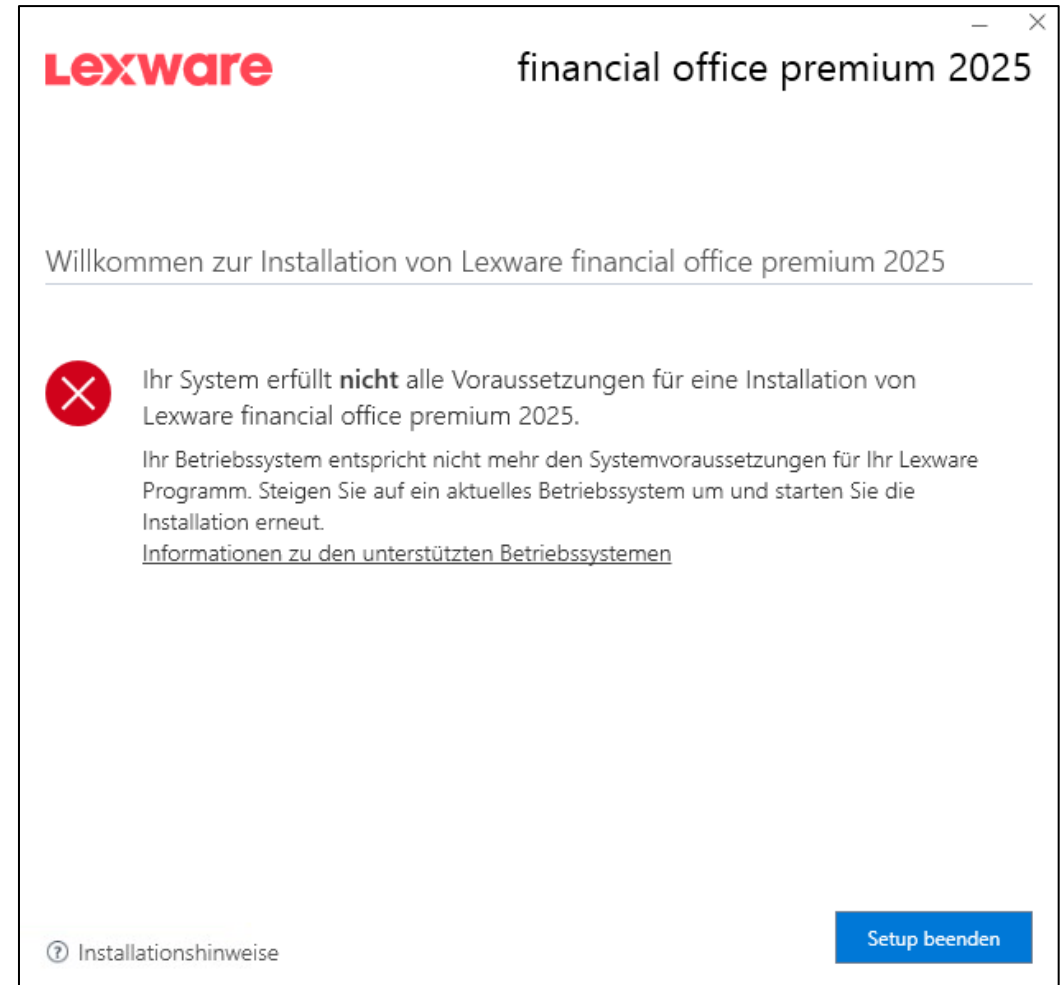 Lexware
financial office premium 2025
Willkommen zur Installation von Lexware financial office premium 2025
Ihr System erfüllt nicht alle Voraussetzungen für eine Installation von
Lexware financial office premium 2025.
Ihr Betriebssystem entspricht nicht mehr den Systemvoraussetzungen für Ihr Lexware
Programm. Steigen Sie auf ein aktuelles Betriebssystem um und starten Sie die
Installation erneut.
Informationen zu den unterstützten Betriebssystemen
Installationshinweise
Setup beenden